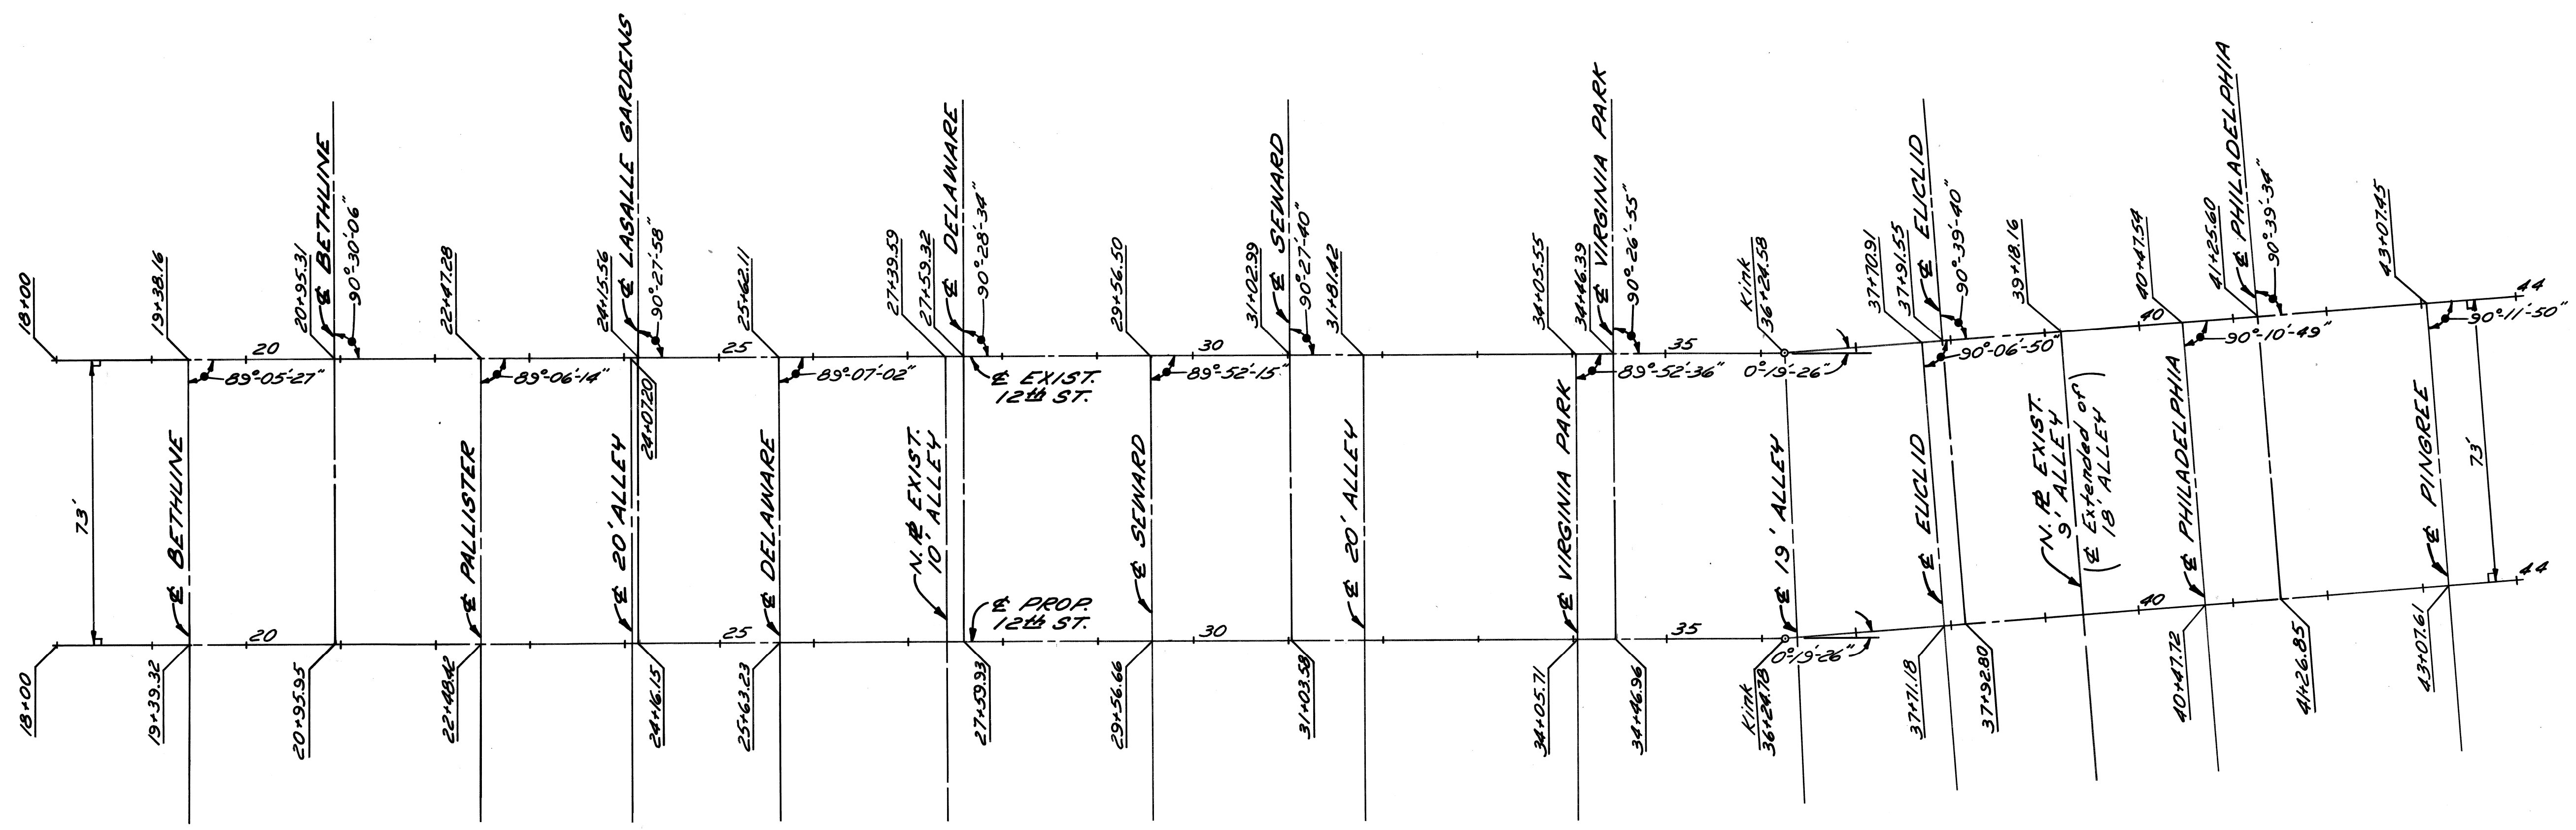 18+00
19+38.16
20+95.31
℄ BETHUNE
90°-30'-06"
22+47.28
24+15.56
℄ LASALLE GARDENS
90°-27'-58"
25+62.11
27+39.59
27+59.32
℄ DELAWARE
90°-28'-34"
29+56.50
31+02.99
℄ SEWARD
90°-27'-40"
31+81.42
34+05.55
34+46.39
℄ VIRGINIA PARK
90°-26'-55"
Kink
36+24.58
37+70.91
37+91.55
℄ EUCLID
90°-39'-40"
39+18.16
40+47.54
41+25.60
℄ PHILADELPHIA
90°-39'-34"
43+07.45
44
20
25
30
35
40
89°-05'-27"
89°-06'-14"
24+07.20
89°-07'-02"
℄ EXIST.
12th ST.
89°-52'-15"
89°-52'-36"
0°-19'-26"
90°-06'-50"
90°-10'-49"
90°-11'-50"
73'
℄ BETHUNE
℄ PALLISTER
℄ 20' ALLEY
℄ DELAWARE
N. ⅊ EXIST.
10' ALLEY
℄ SEWARD
℄ 20' ALLEY
℄ VIRGINIA PARK
℄ 19' ALLEY
℄ EUCLID
N. ⅊ EXIST.
9' ALLEY
(℄ Extended of)
18' ALLEY
℄ PHILADELPHIA
℄ PINGREE
73'
℄ PROP.
12th ST.
20
25
30
35
0°-19'-26"
40
44
18+00
19+39.32
20+95.95
22+48.42
24+16.15
25+63.23
27+59.93
29+56.66
31+03.58
34+05.71
34+46.96
Kink
36+24.78
37+71.18
37+92.80
40+47.72
41+26.85
43+07.61